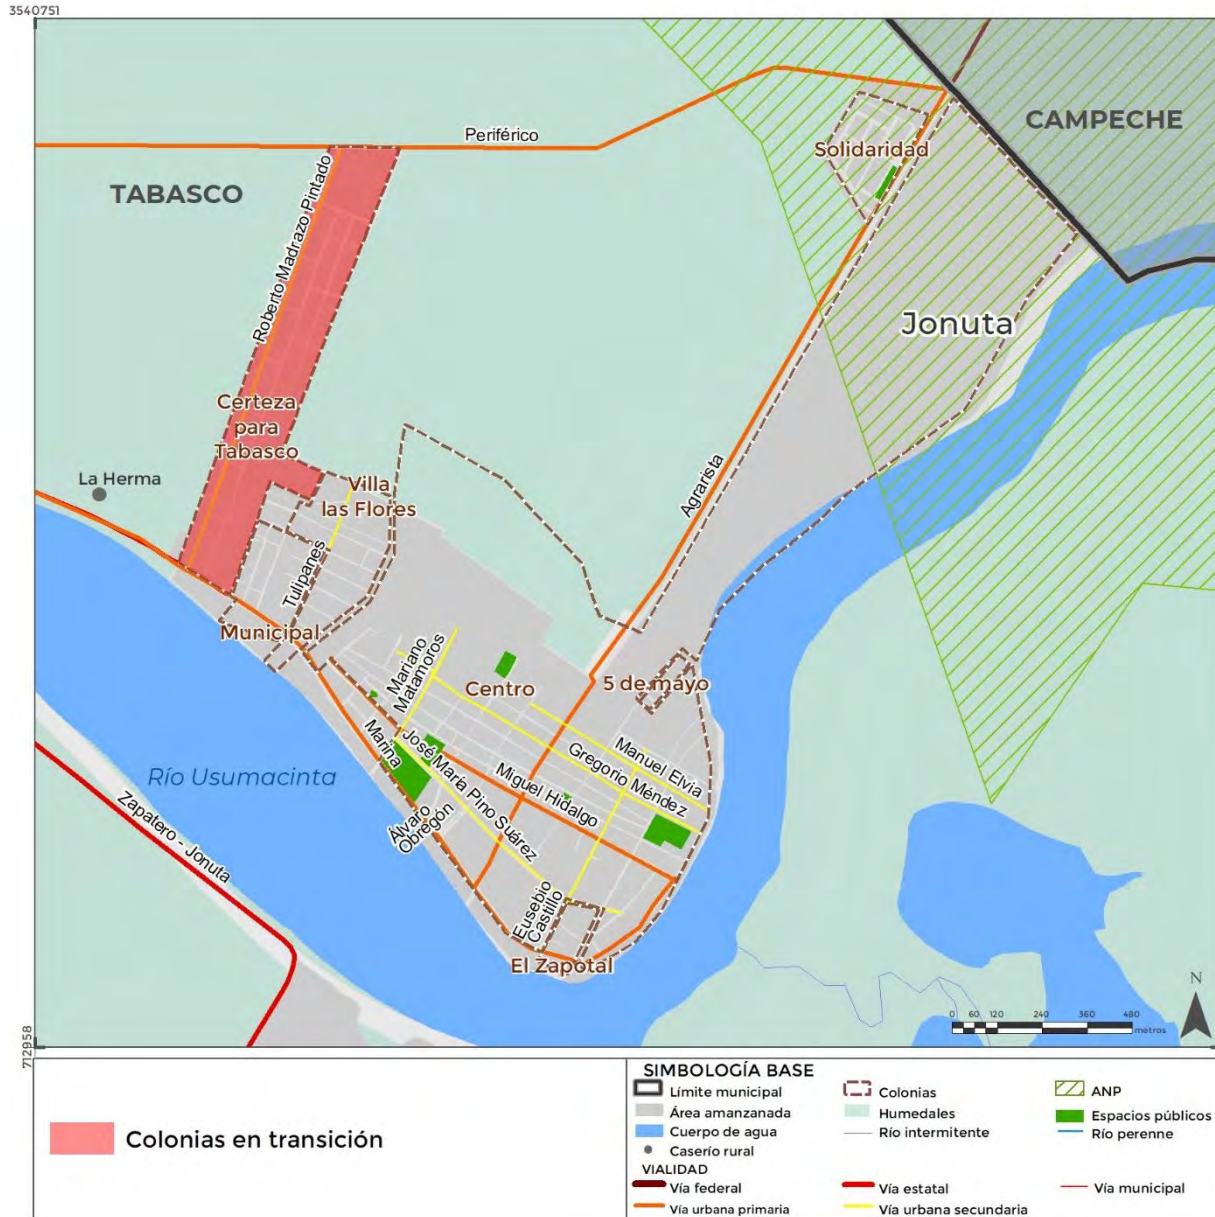 3540751
CAMPECHE
Periférico
Solidaridad
TABASCO
Roberto Madrazo Pintado
Jonuta
Certeza
para
Tabasco
La Herma
Villa
las Flores
Agrarista
Tulipanes
Municipal
Mariano
Matamoros
Centro
5 de mayo
Marina
José María Pino Suárez
Manuel Elvia
Gregorio Méndez
Miguel Hidalgo
Río Usumacinta
Zapatero - Jonuta
Álvaro
Obregón
Eusebio
Castillo
El Zapotal
N
0 60 120 240 360 480
metros
712958
Colonias en transición
SIMBOLOGÍA BASE
Límite municipal
Colonias
ANP
Área amanzanada
Humedales
Espacios públicos
Cuerpo de agua
Río intermitente
Río perenne
Caserío rural
VIALIDAD
Vía federal
Vía estatal
Vía municipal
Vía urbana primaria
Vía urbana secundaria